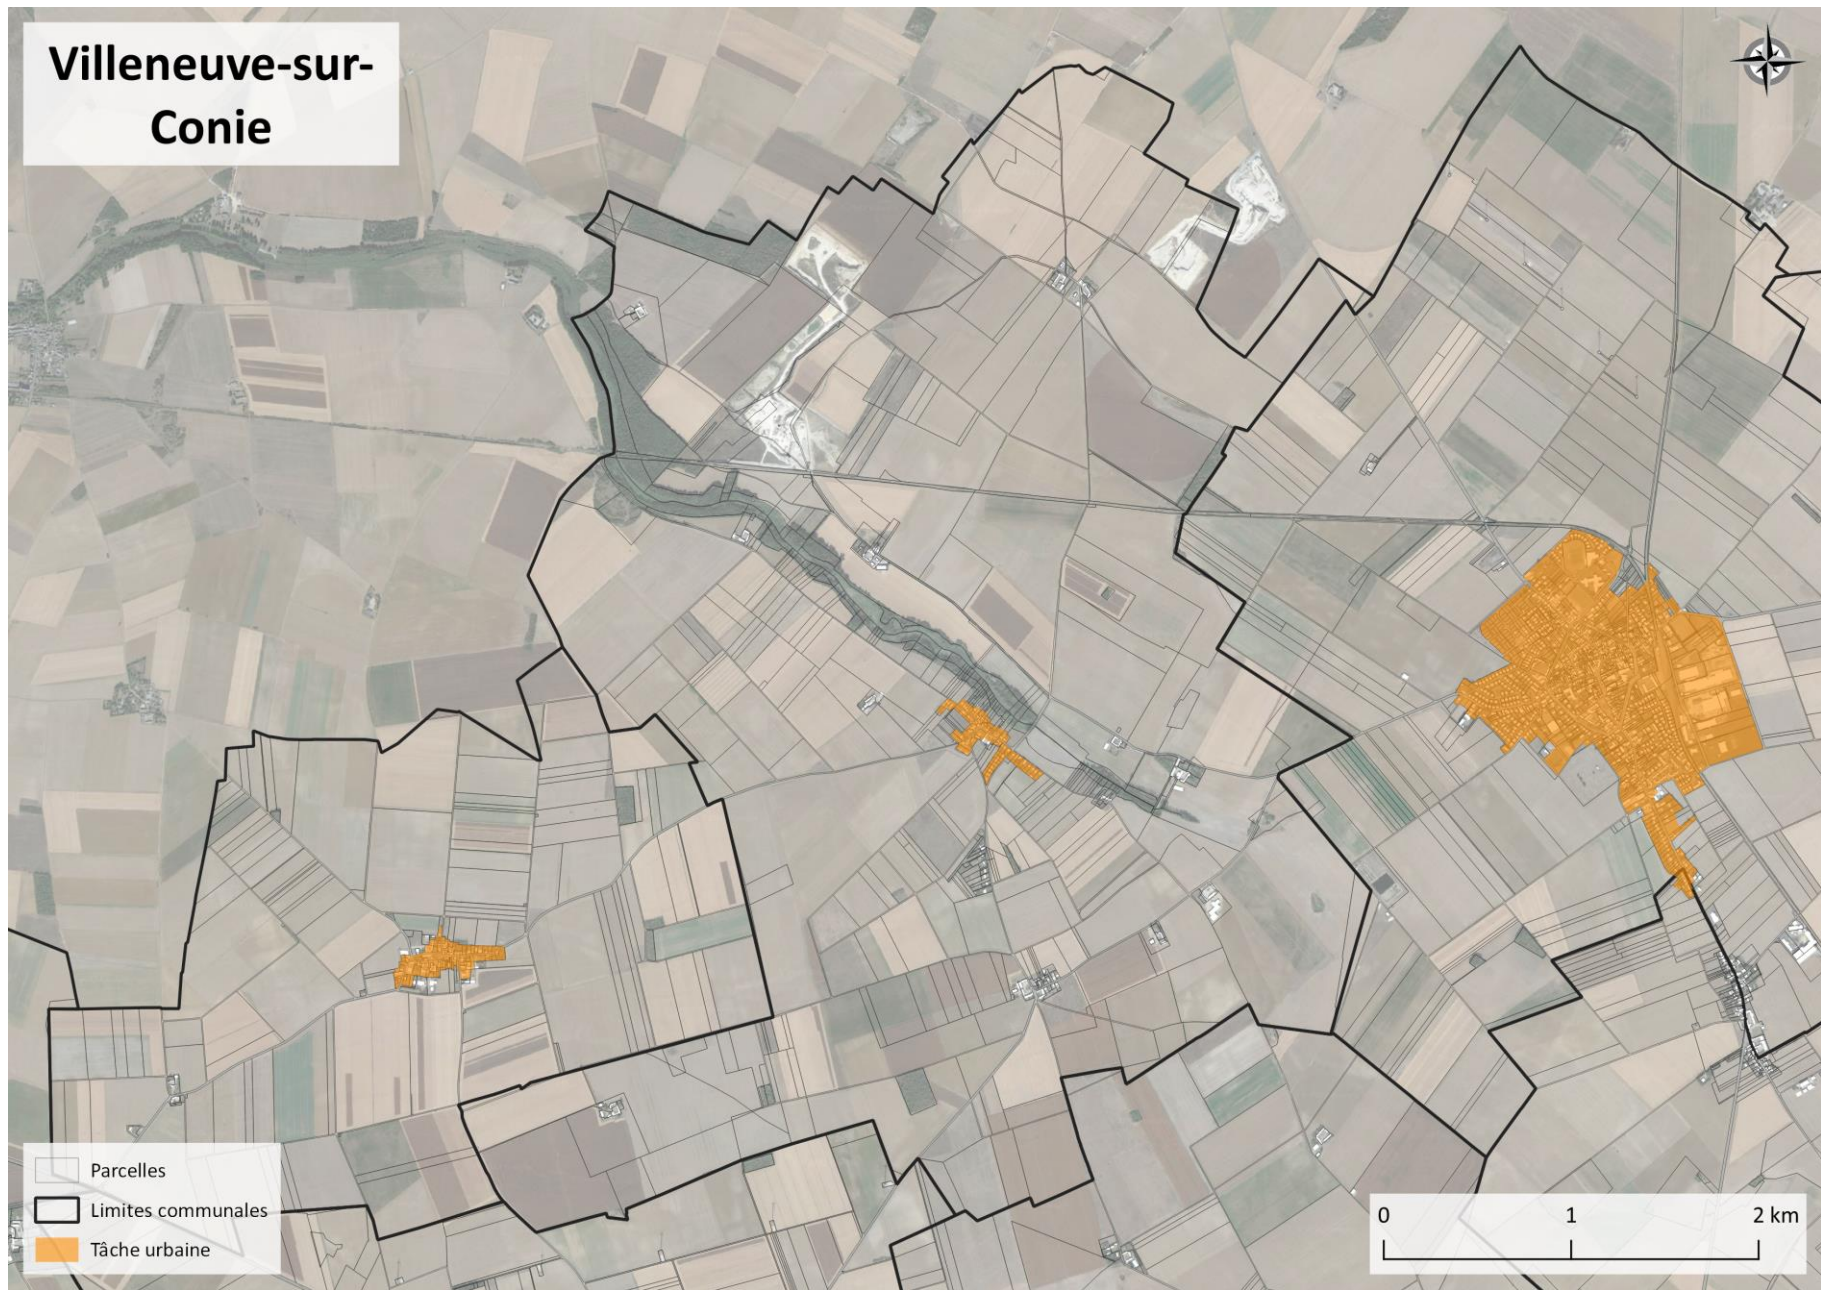 Villeneuve-sur-
Conie
Parcelles
Limites communales
Tâche urbaine
0 1 2 km